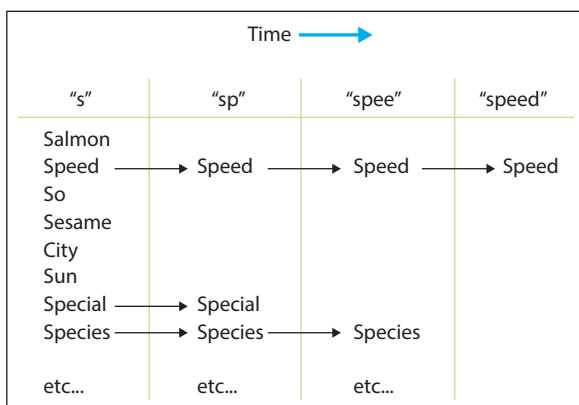 Time
“s” “sp” “spee” “speed”
Salmon
Speed Speed Speed Speed
So
Sesame
City
Sun
Special Special
Species Species Species
etc... etc... etc...